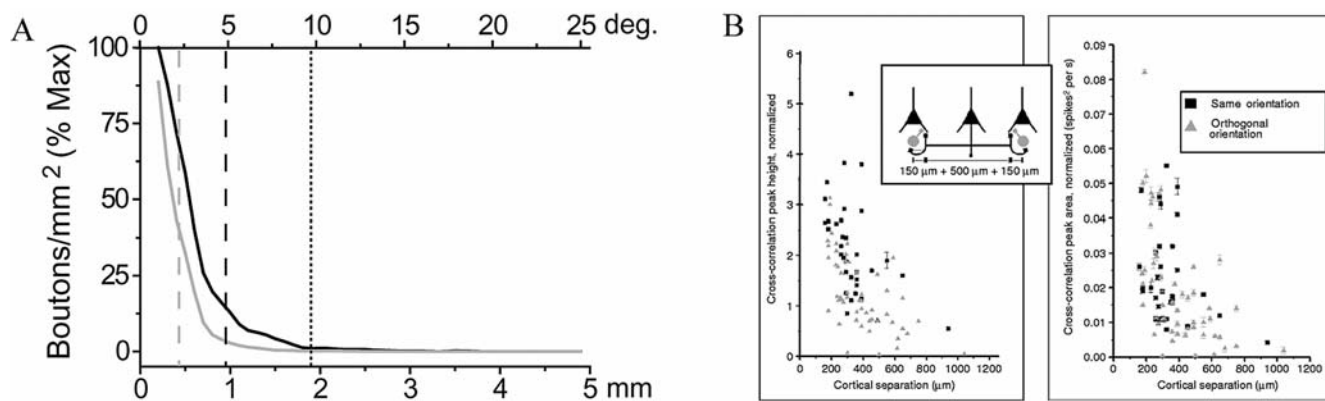 A
0 5 10 15 20 25 deg.
Boutons/mm² (% Max)
100
75
50
25
0
0 1 2 3 4 5 mm
B
Cross-correlation peak height, normalized
6
5
4
3
2
1
0
0 200 400 600 800 1000 1200
Cortical separation (μm)
150 μm + 500 μm + 150 μm
Cross-correlation peak area, normalized (spikes² per s)
0.09
0.08
0.07
0.06
0.05
0.04
0.03
0.02
0.01
0.00
0 200 400 600 800 1000 1200
Cortical separation (μm)
Same orientation
Orthogonal
orientation